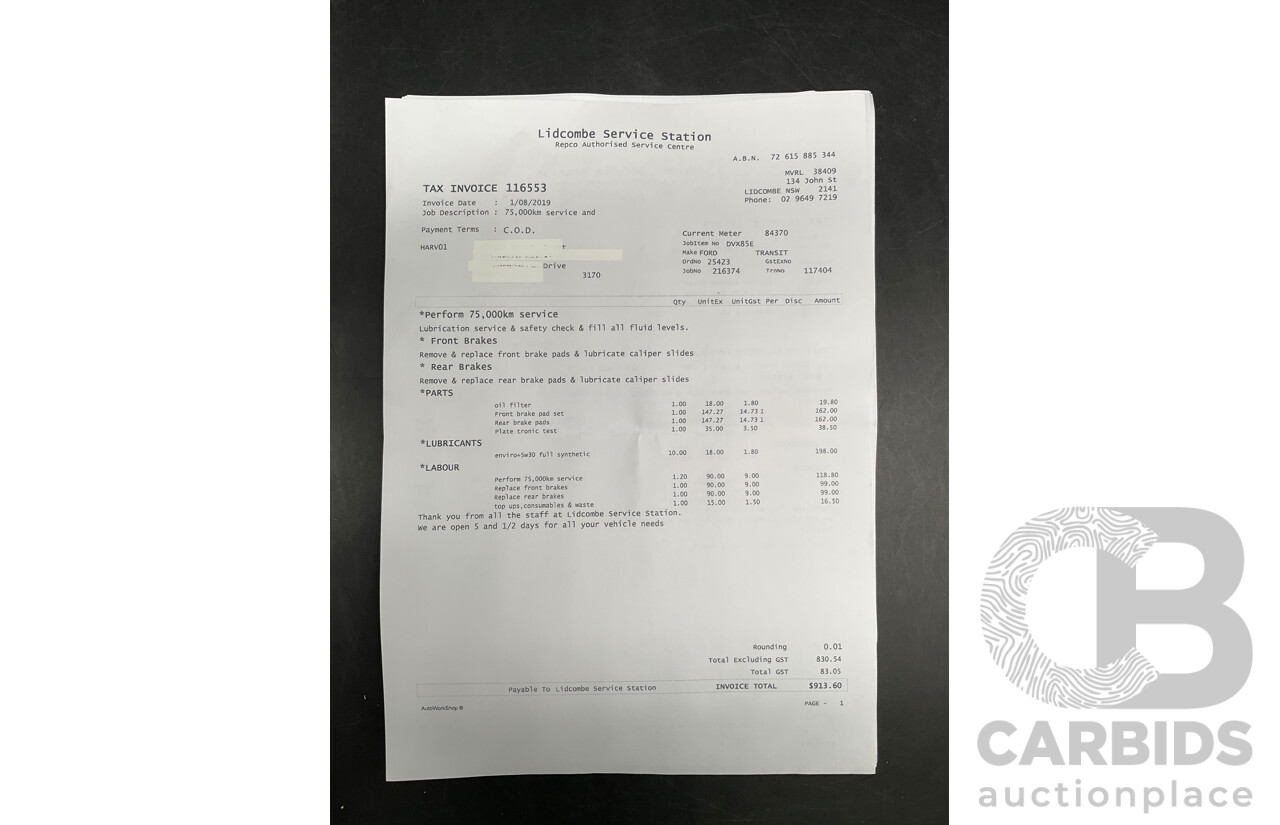 Lidcombe Service Station
Repco Authorised Service Centre
A.B.N. 72 615 885 344
MVRL 38409
134 John St
LIDCOMBE NSW 2141
Phone: 02 9649 7219
TAX INVOICE 116553
Invoice Date : 1/08/2019
Job Description : 75,000km service and
Payment Terms : C.O.D.
HARV01
Drive
3170
Current Meter 84370
JobItem No DVX85E
Make FORD TRANSIT
OrdNo 25423 GstExNo
JobNo 216374 TrnNo 117404
Qty UnitEx UnitGst Per Disc Amount
*Perform 75,000km service
Lubrication service & safety check & fill all fluid levels.
* Front Brakes
Remove & replace front brake pads & lubricate caliper slides
* Rear Brakes
Remove & replace rear brake pads & lubricate caliper slides
*PARTS
oil filter 1.00 18.00 1.80 19.80
Front brake pad set 1.00 147.27 14.73 1 162.00
Rear brake pads 1.00 147.27 14.73 1 162.00
Plate tronic test 1.00 35.00 3.50 38.50
*LUBRICANTS
enviro+5w30 full synthetic 10.00 18.00 1.80 198.00
*LABOUR
Perform 75,000km service 1.20 90.00 9.00 118.80
Replace front brakes 1.00 90.00 9.00 99.00
Replace rear brakes 1.00 90.00 9.00 99.00
top ups,consumables & waste 1.00 15.00 1.50 16.50
Thank you from all the staff at Lidcombe Service Station.
We are open 5 and 1/2 days for all your vehicle needs
Rounding 0.01
Total Excluding GST 830.54
Total GST 83.05
Payable To Lidcombe Service Station INVOICE TOTAL $913.60
AutoWorkShop ® PAGE - 1
CB
CARBIDS
auctionplace